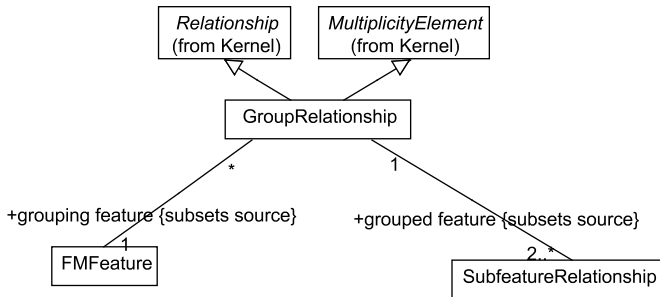 Relationship
(from Kernel)
MultiplicityElement
(from Kernel)
GroupRelationship
*
1
+grouping feature {subsets source}
+grouped feature {subsets source}
1
2..*
FMFeature
SubfeatureRelationship